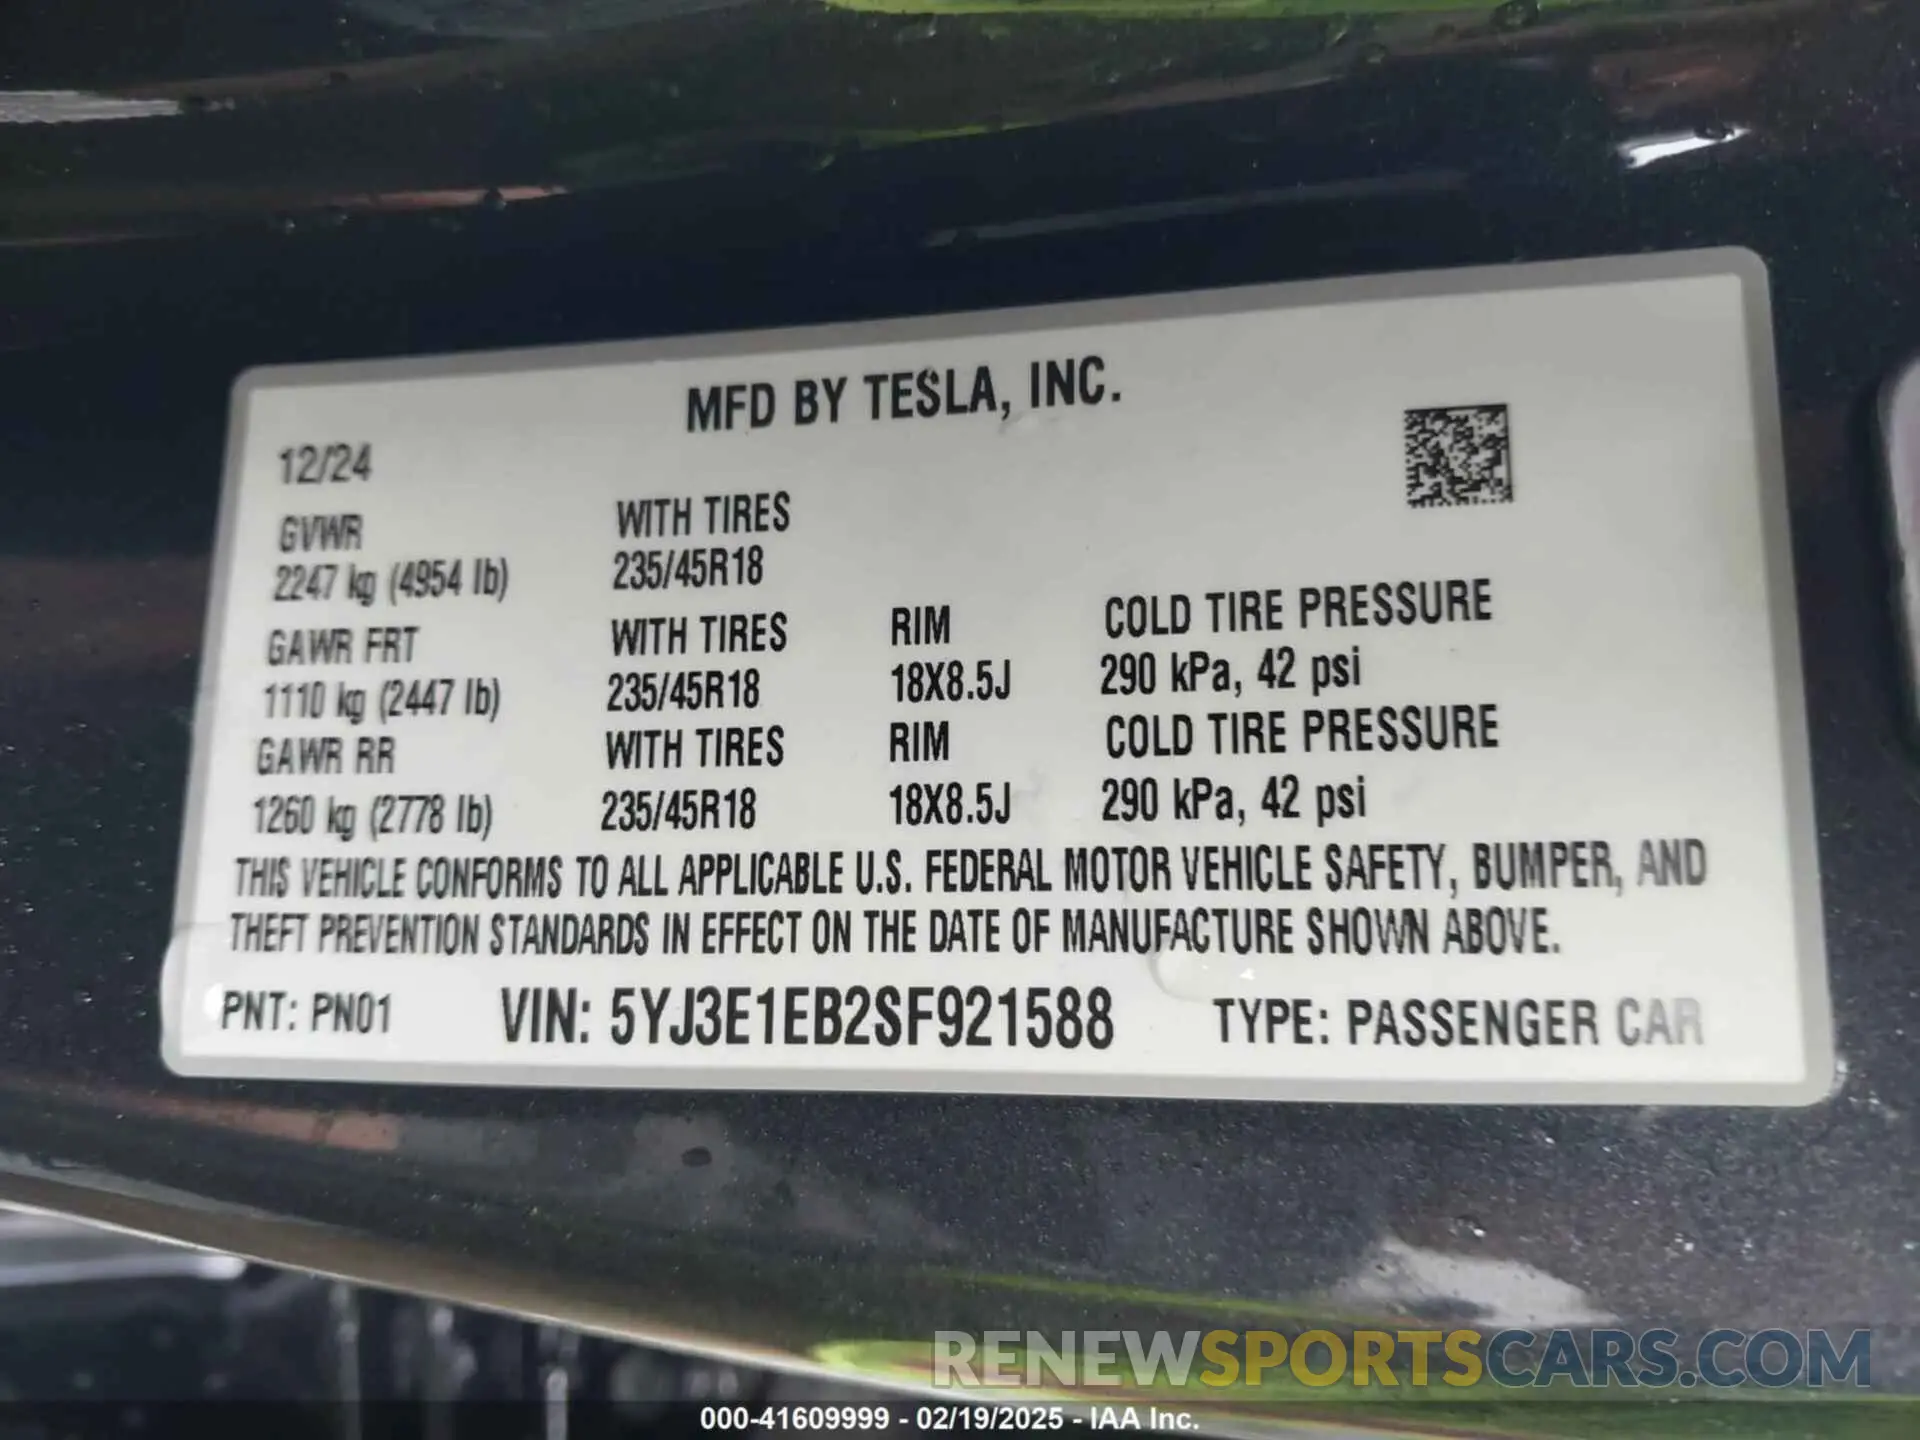 MFD BY TESLA, INC.
12/24
GVWR WITH TIRES
2247 kg (4954 lb) 235/45R18
GAWR FRT WITH TIRES RIM COLD TIRE PRESSURE
1110 kg (2447 lb) 235/45R18 18X8.5J 290 kPa, 42 psi
GAWR RR WITH TIRES RIM COLD TIRE PRESSURE
1260 kg (2778 lb) 235/45R18 18X8.5J 290 kPa, 42 psi
THIS VEHICLE CONFORMS TO ALL APPLICABLE U.S. FEDERAL MOTOR VEHICLE SAFETY, BUMPER, AND
THEFT PREVENTION STANDARDS IN EFFECT ON THE DATE OF MANUFACTURE SHOWN ABOVE.
PNT: PN01 VIN: 5YJ3E1EB2SF921588 TYPE: PASSENGER CAR
RENEWSPORTSCARS.COM
000-41609999 - 02/19/2025 - IAA Inc.